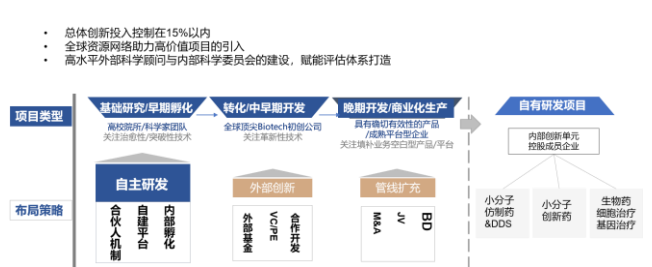 总体创新投入控制在15%以内
全球资源网络助力高价值项目的引入
高水平外部科学顾问与内部科学委员会的建设，赋能评估体系打造
项目类型
基础研究/早期孵化
转化/中早期开发
晚期开发/商业化生产
自有研发项目
高校院所/科学家团队
关注治愈性/突破性技术
全球顶尖Biotech初创公司
关注革新性技术
具有确切有效性的产品
/成熟平台型企业
关注填补业务空白型产品/平台
内部创新单元
控股成员企业
布局策略
自主研发
合伙人机制
自建平台
内部孵化
外部创新
外部基金
VC/PE
合作开发
管线扩充
M&A
JV
BD
小分子
仿制药
&DDS
小分子
创新药
生物药
细胞治疗
基因治疗